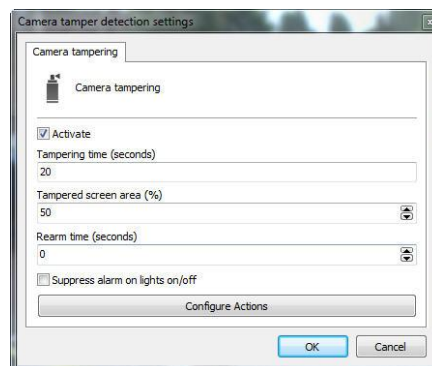 Camera tamper detection settings
Camera tampering
Camera tampering
Activate
Tampering time (seconds)
20
Tampered screen area (%)
50
Rearm time (seconds)
0
Suppress alarm on lights on/off
Configure Actions
OK
Cancel